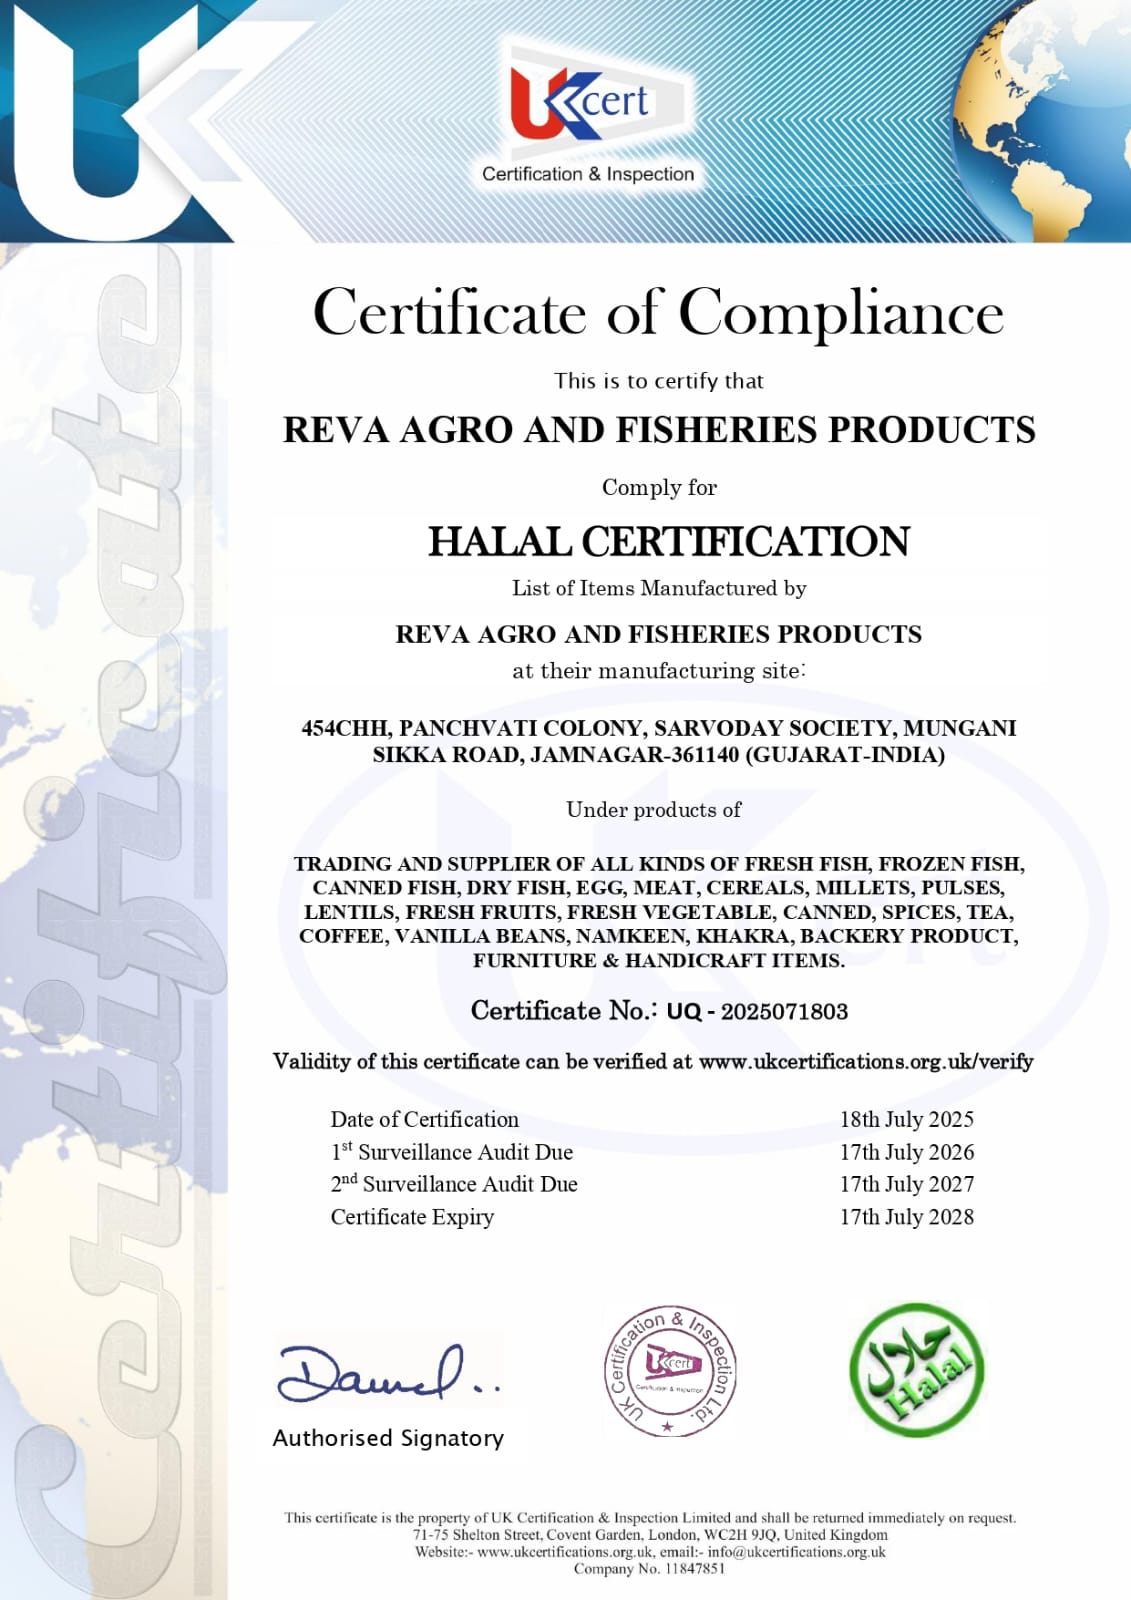 UK
UKcert
Certification & Inspection
Certificate
Certificate of Compliance
This is to certify that
REVA AGRO AND FISHERIES PRODUCTS
Comply for
HALAL CERTIFICATION
List of Items Manufactured by
REVA AGRO AND FISHERIES PRODUCTS
at their manufacturing site:
454CHH, PANCHVATI COLONY, SARVODAY SOCIETY, MUNGANI
SIKKA ROAD, JAMNAGAR-361140 (GUJARAT-INDIA)
Under products of
TRADING AND SUPPLIER OF ALL KINDS OF FRESH FISH, FROZEN FISH,
CANNED FISH, DRY FISH, EGG, MEAT, CEREALS, MILLETS, PULSES,
LENTILS, FRESH FRUITS, FRESH VEGETABLE, CANNED, SPICES, TEA,
COFFEE, VANILLA BEANS, NAMKEEN, KHAKRA, BACKERY PRODUCT,
FURNITURE & HANDICRAFT ITEMS.
Certificate No.: UQ - 2025071803
Validity of this certificate can be verified at www.ukcertifications.org.uk/verify
Date of Certification 18th July 2025
1st Surveillance Audit Due 17th July 2026
2nd Surveillance Audit Due 17th July 2027
Certificate Expiry 17th July 2028
Authorised Signatory
UK Certification & Inspection Ltd.
UKcert
Certification & Inspection
حلال
Halal
This certificate is the property of UK Certification & Inspection Limited and shall be returned immediately on request.
71-75 Shelton Street, Covent Garden, London, WC2H 9JQ, United Kingdom
Website:- www.ukcertifications.org.uk, email:- info@ukcertifications.org.uk
Company No. 11847851